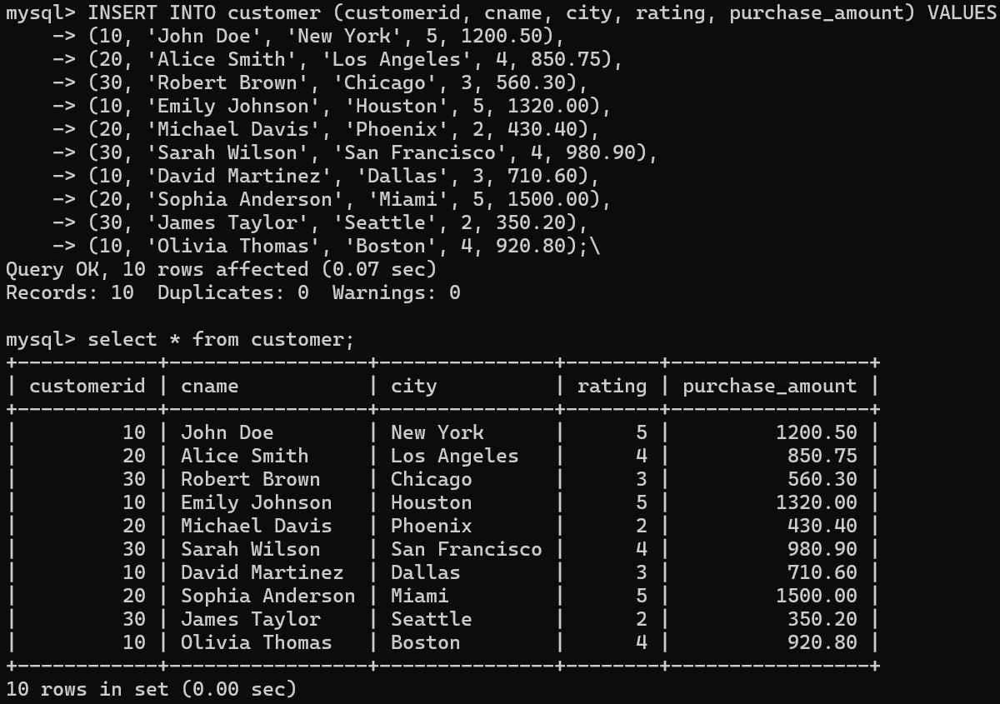 mysql> INSERT INTO customer (customerid, cname, city, rating, purchase_amount) VALUES
    -> (10, 'John Doe', 'New York', 5, 1200.50),
    -> (20, 'Alice Smith', 'Los Angeles', 4, 850.75),
    -> (30, 'Robert Brown', 'Chicago', 3, 560.30),
    -> (10, 'Emily Johnson', 'Houston', 5, 1320.00),
    -> (20, 'Michael Davis', 'Phoenix', 2, 430.40),
    -> (30, 'Sarah Wilson', 'San Francisco', 4, 980.90),
    -> (10, 'David Martinez', 'Dallas', 3, 710.60),
    -> (20, 'Sophia Anderson', 'Miami', 5, 1500.00),
    -> (30, 'James Taylor', 'Seattle', 2, 350.20),
    -> (10, 'Olivia Thomas', 'Boston', 4, 920.80);\
Query OK, 10 rows affected (0.07 sec)
Records: 10  Duplicates: 0  Warnings: 0

mysql> select * from customer;
+------------+-----------------+---------------+--------+-----------------+
| customerid | cname           | city          | rating | purchase_amount |
+------------+-----------------+---------------+--------+-----------------+
|         10 | John Doe        | New York      |      5 |         1200.50 |
|         20 | Alice Smith     | Los Angeles   |      4 |          850.75 |
|         30 | Robert Brown    | Chicago       |      3 |          560.30 |
|         10 | Emily Johnson   | Houston       |      5 |         1320.00 |
|         20 | Michael Davis   | Phoenix       |      2 |          430.40 |
|         30 | Sarah Wilson    | San Francisco |      4 |          980.90 |
|         10 | David Martinez  | Dallas        |      3 |          710.60 |
|         20 | Sophia Anderson | Miami         |      5 |         1500.00 |
|         30 | James Taylor    | Seattle       |      2 |          350.20 |
|         10 | Olivia Thomas   | Boston        |      4 |          920.80 |
+------------+-----------------+---------------+--------+-----------------+
10 rows in set (0.00 sec)